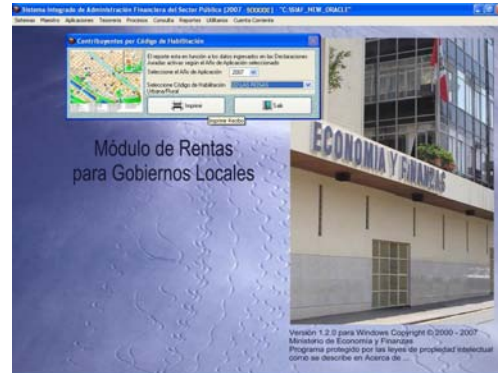 Sistema Integrado de Administración Financiera del Sector Público [2007 - 900000] "C:\SIAF_NEW_ORACLE\"
Sistemas Maestro Aplicaciones Tesorería Procesos Consulta Reportes Utilitarios Cuenta Corriente
Contribuyentes por Código de Habilitación
El reporte esta en función a los datos ingresados en las Declaraciones
Juradas activas según el Año de Aplicación seleccionado
Seleccione el Año de Aplicación 2007
Seleccione Código de Habilitación
Urbana/Rural
Imprimir Salir
Imprimir Recibo
Módulo de Rentas
para Gobiernos Locales
ECONOMIA Y FINANZAS
Versión 1.2.0 para Windows Copyright © 2000 - 2007
Ministerio de Economía y Finanzas
Programa protegido por las leyes de propiedad intelectual
como se describe en Acerca de ...